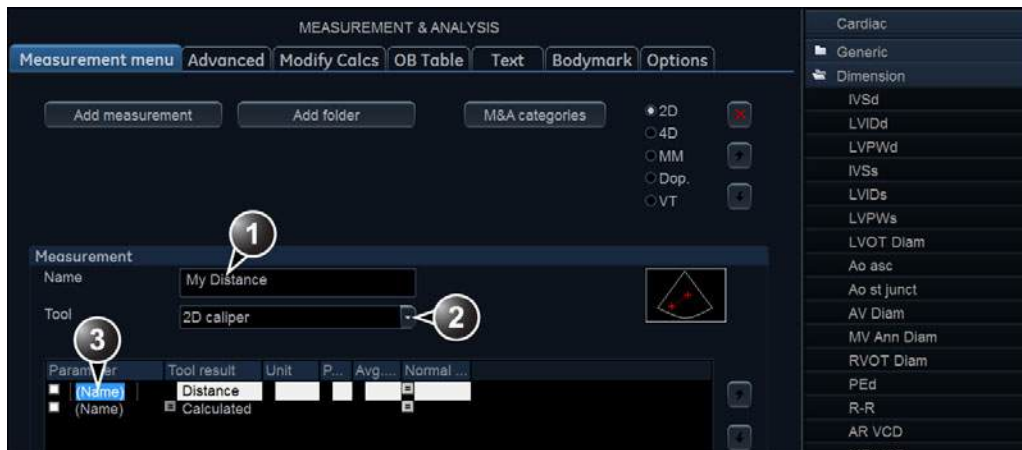 MEASUREMENT & ANALYSIS
Measurement menu Advanced Modify Calcs OB Table Text Bodymark Options
Add measurement Add folder M&A categories
2D
4D
MM
Dop.
VT
1
Measurement
Name My Distance
Tool 2D caliper
2
3
Parameter Tool result Unit P... Avg.... Normal ...
(Name) Distance
(Name) Calculated
Cardiac
Generic
Dimension
IVSd
LVIDd
LVPWd
IVSs
LVIDs
LVPWs
LVOT Diam
Ao asc
Ao st junct
AV Diam
MV Ann Diam
RVOT Diam
PEd
R-R
AR VCD